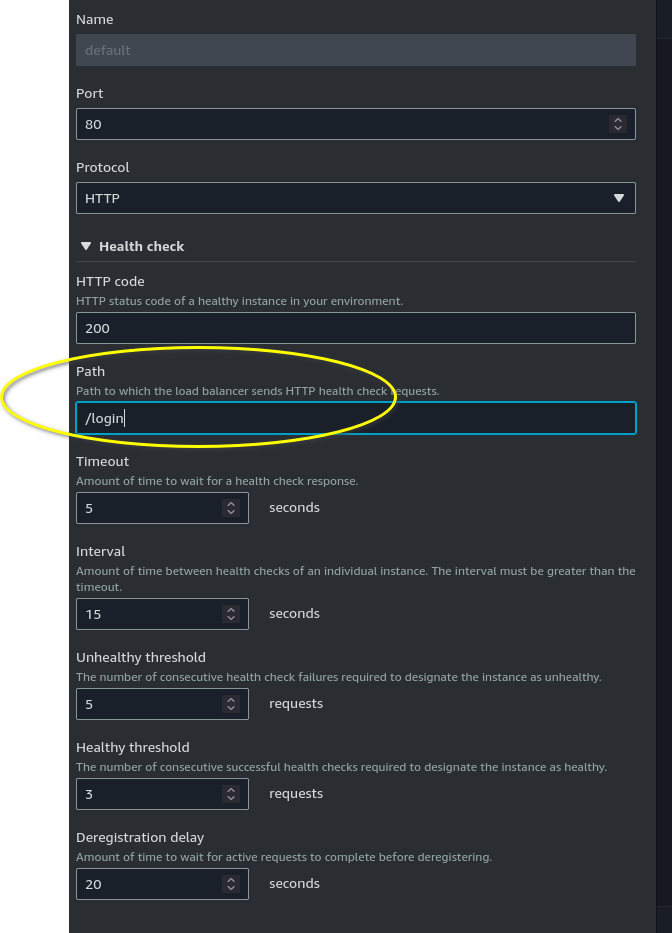 Name
default
Port
80
Protocol
HTTP
Health check
HTTP code
HTTP status code of a healthy instance in your environment.
200
Path
Path to which the load balancer sends HTTP health check requests.
/login
Timeout
Amount of time to wait for a health check response.
5 seconds
Interval
Amount of time between health checks of an individual instance. The interval must be greater than the
timeout.
15 seconds
Unhealthy threshold
The number of consecutive health check failures required to designate the instance as unhealthy.
5 requests
Healthy threshold
The number of consecutive successful health checks required to designate the instance as healthy.
3 requests
Deregistration delay
Amount of time to wait for active requests to complete before deregistering.
20 seconds